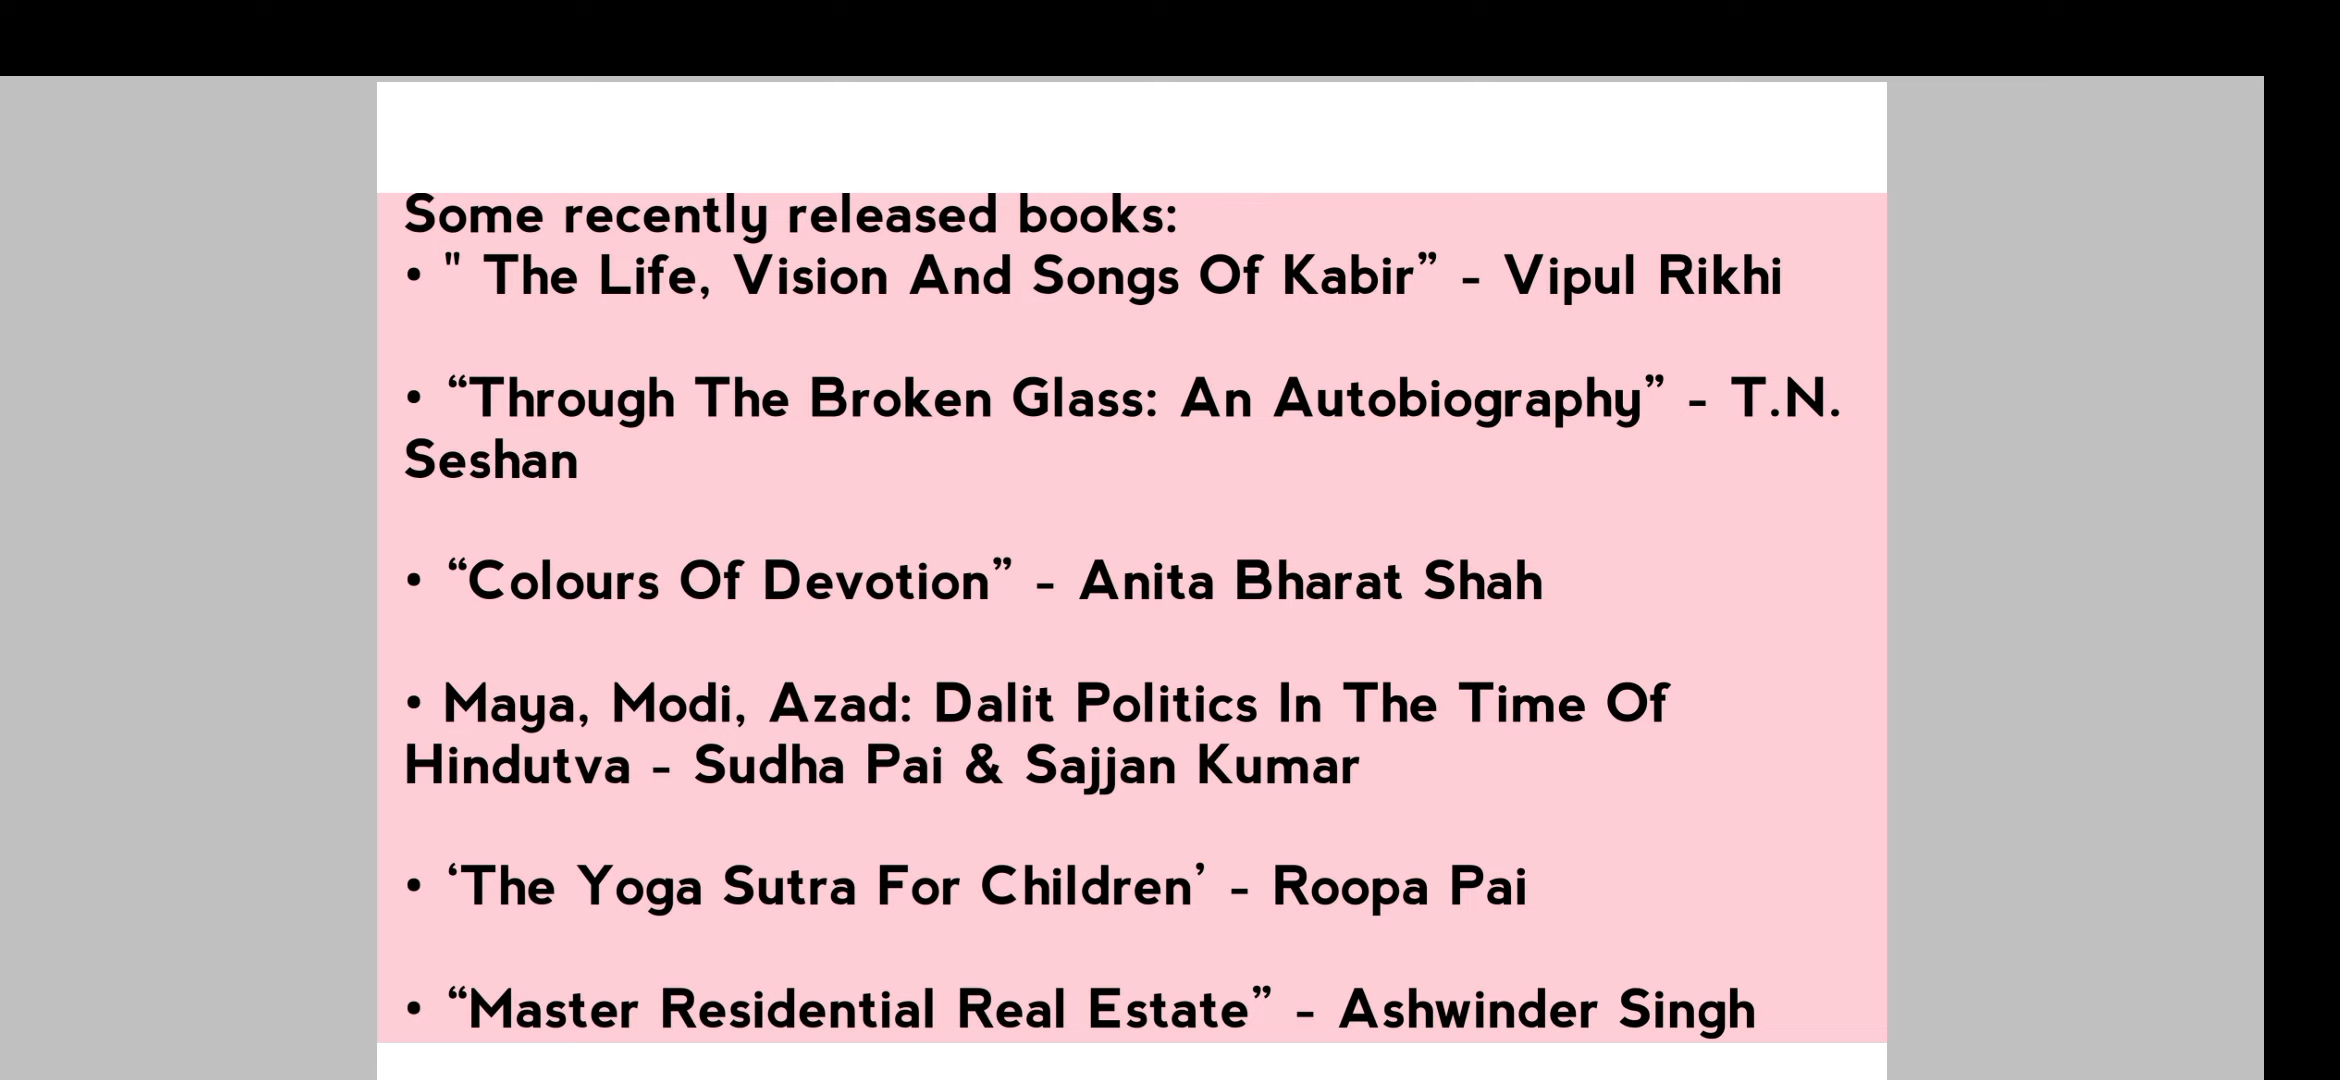 Some recently released books:
• " The Life, Vision And Songs Of Kabir” - Vipul Rikhi
• “Through The Broken Glass: An Autobiography” - T.N.
Seshan
• “Colours Of Devotion” - Anita Bharat Shah
• Maya, Modi, Azad: Dalit Politics In The Time Of
Hindutva - Sudha Pai & Sajjan Kumar
• ‘The Yoga Sutra For Children’ - Roopa Pai
• “Master Residential Real Estate” - Ashwinder Singh